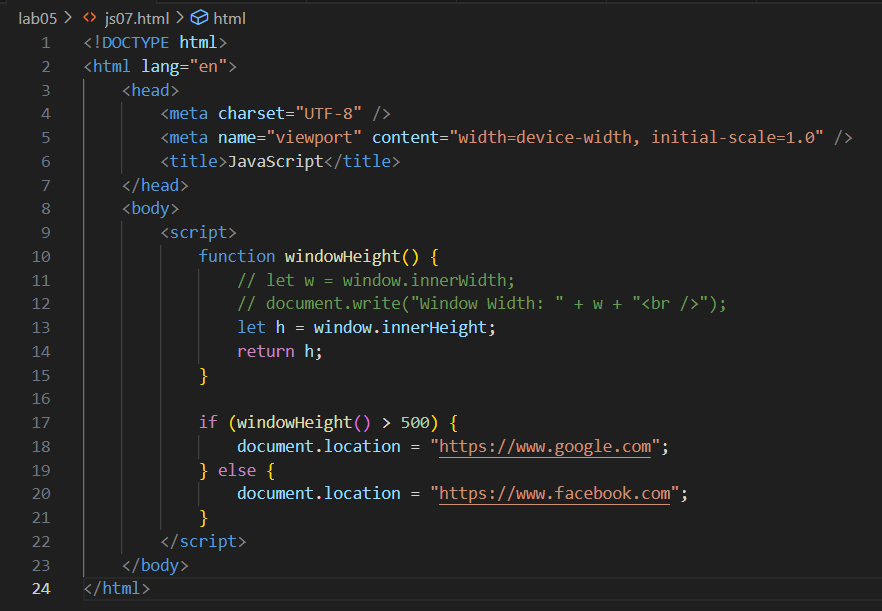 lab05 > <> js07.html > html
1 <!DOCTYPE html>
2 <html lang="en">
3     <head>
4         <meta charset="UTF-8" />
5         <meta name="viewport" content="width=device-width, initial-scale=1.0" />
6         <title>JavaScript</title>
7     </head>
8     <body>
9         <script>
10             function windowHeight() {
11                 // let w = window.innerWidth;
12                 // document.write("Window Width: " + w + "<br />");
13                 let h = window.innerHeight;
14                 return h;
15             }
16
17             if (windowHeight() > 500) {
18                 document.location = "https://www.google.com";
19             } else {
20                 document.location = "https://www.facebook.com";
21             }
22         </script>
23     </body>
24 </html>